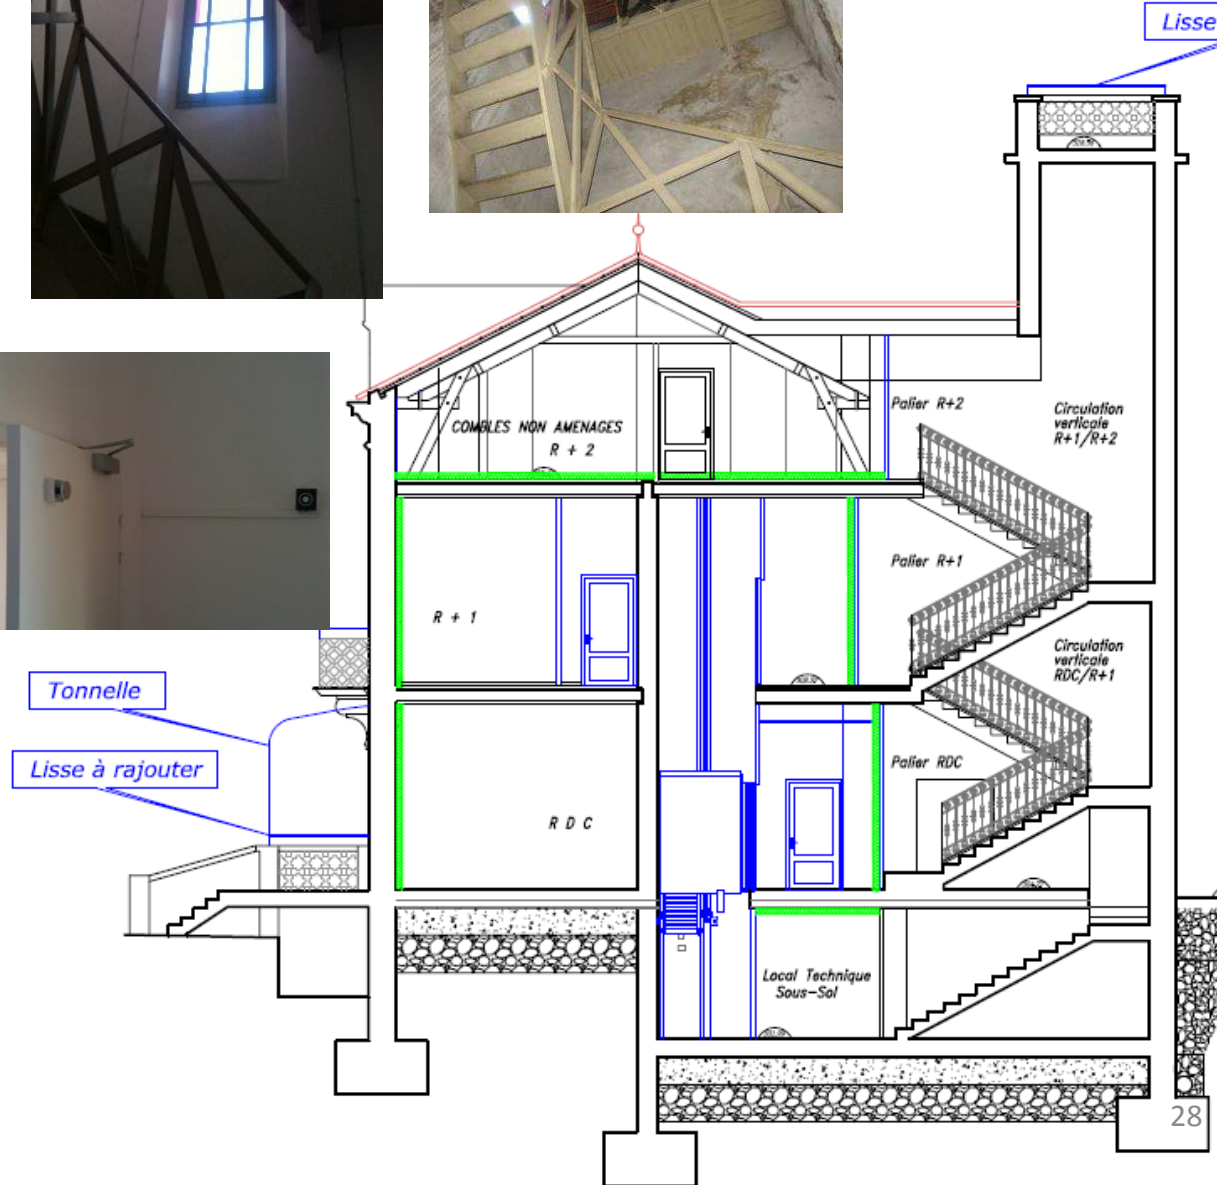 Lisse
COMBLES NON AMENAGES
R + 2
Palier R+2
Circulation
verticale
R+1/R+2
R + 1
Palier R+1
Circulation
verticale
RDC/R+1
Tonnelle
Lisse à rajouter
R D C
Palier RDC
Local Technique
Sous-Sol
28